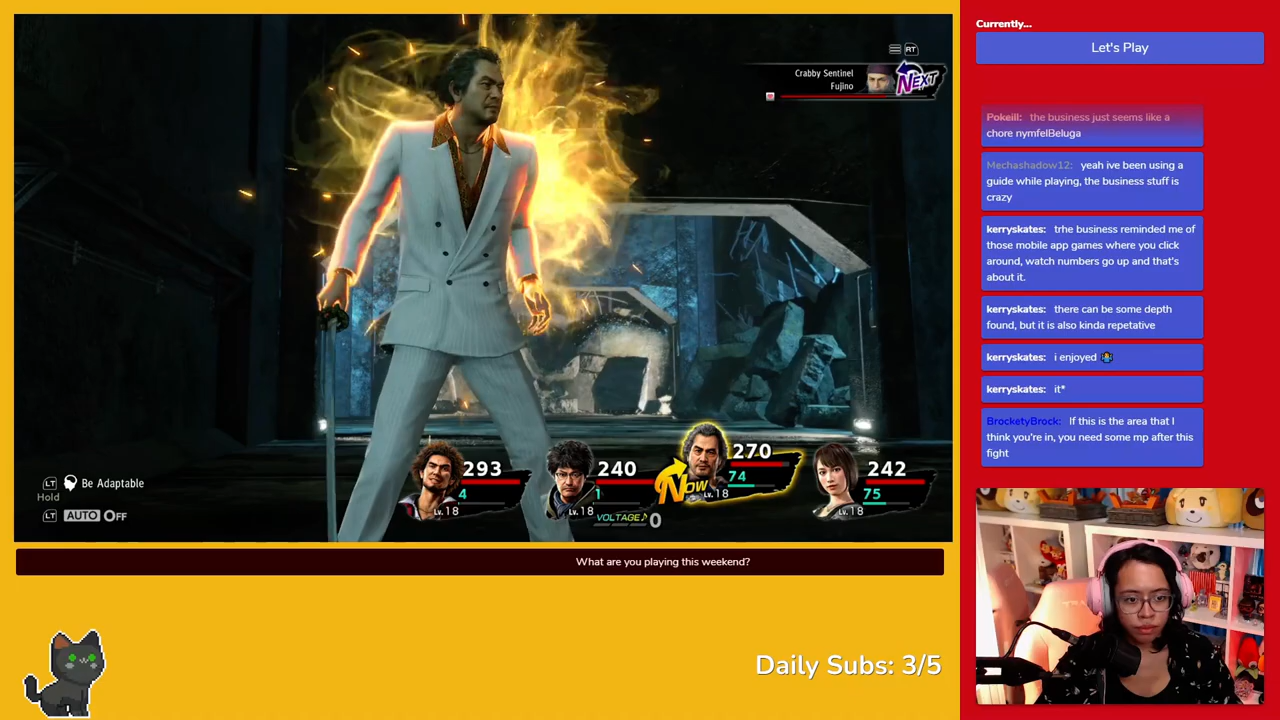 RT
Crabby Sentinel
Fujino
NEXT
LT Be Adaptable
Hold
LT AUTO OFF
293
4
Lv.18
240
1
Lv.18
VOLTAGE♪ 0
NOW
270
74
Lv.18
242
75
Lv.18
What are you playing this weekend?
Daily Subs: 3/5
Currently...
Let's Play
Pokeill: the business just seems like a
chore nymfelBeluga
Mechashadow12: yeah ive been using a
guide while playing, the business stuff is
crazy
kerryskates: trhe business reminded me of
those mobile app games where you click
around, watch numbers go up and that's
about it.
kerryskates: there can be some depth
found, but it is also kinda repetative
kerryskates: i enjoyed
kerryskates: it*
BrocketyBrock: If this is the area that I
think you're in, you need some mp after this
fight